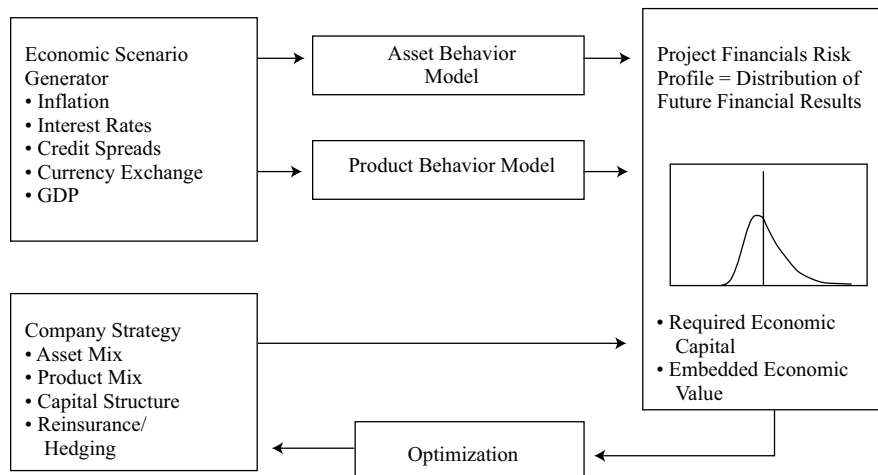 Economic Scenario
Generator
• Inflation
• Interest Rates
• Credit Spreads
• Currency Exchange
• GDP
Asset Behavior
Model
Product Behavior Model
Project Financials Risk
Profile = Distribution of
Future Financial Results
• Required Economic
Capital
• Embedded Economic
Value
Company Strategy
• Asset Mix
• Product Mix
• Capital Structure
• Reinsurance/
Hedging
Optimization